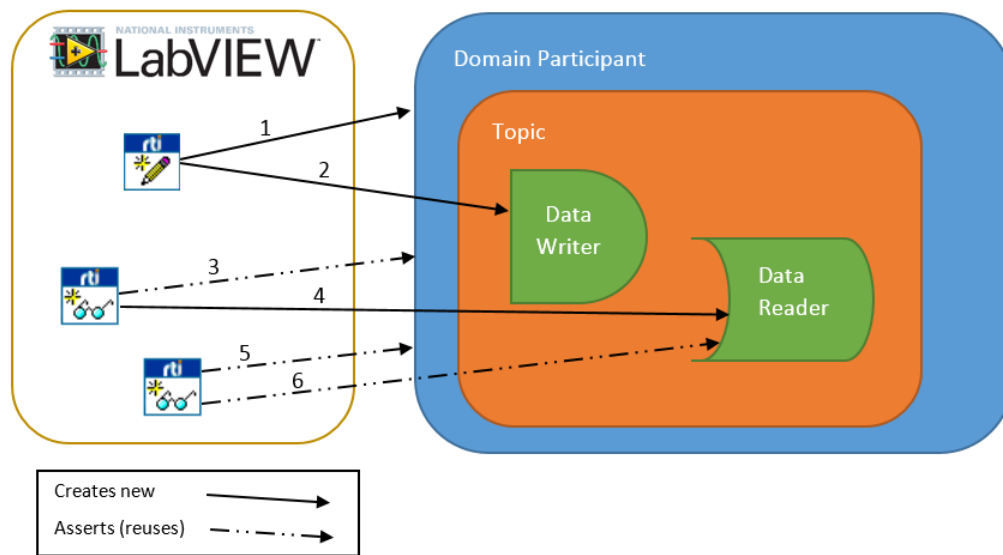 NATIONAL INSTRUMENTS
LabVIEW™
Domain Participant
Topic
rti
1
2
Data
Writer
rti
3
4
Data
Reader
rti
5
6
Creates new
Asserts (reuses)